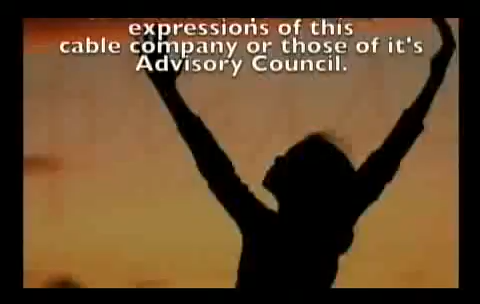 expressions of this
cable company or those of it's
Advisory Council.